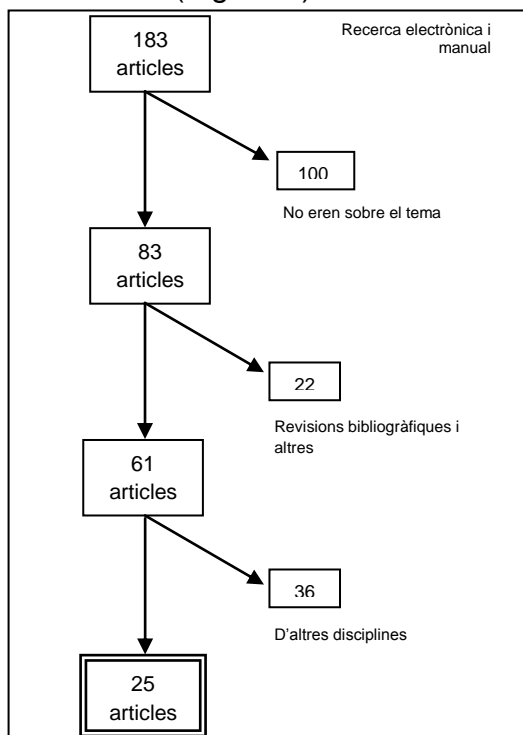 183
articles
Recerca electrònica i
manual
100
No eren sobre el tema
83
articles
22
Revisions bibliogràfiques i
altres
61
articles
36
D'altres disciplines
25
articles